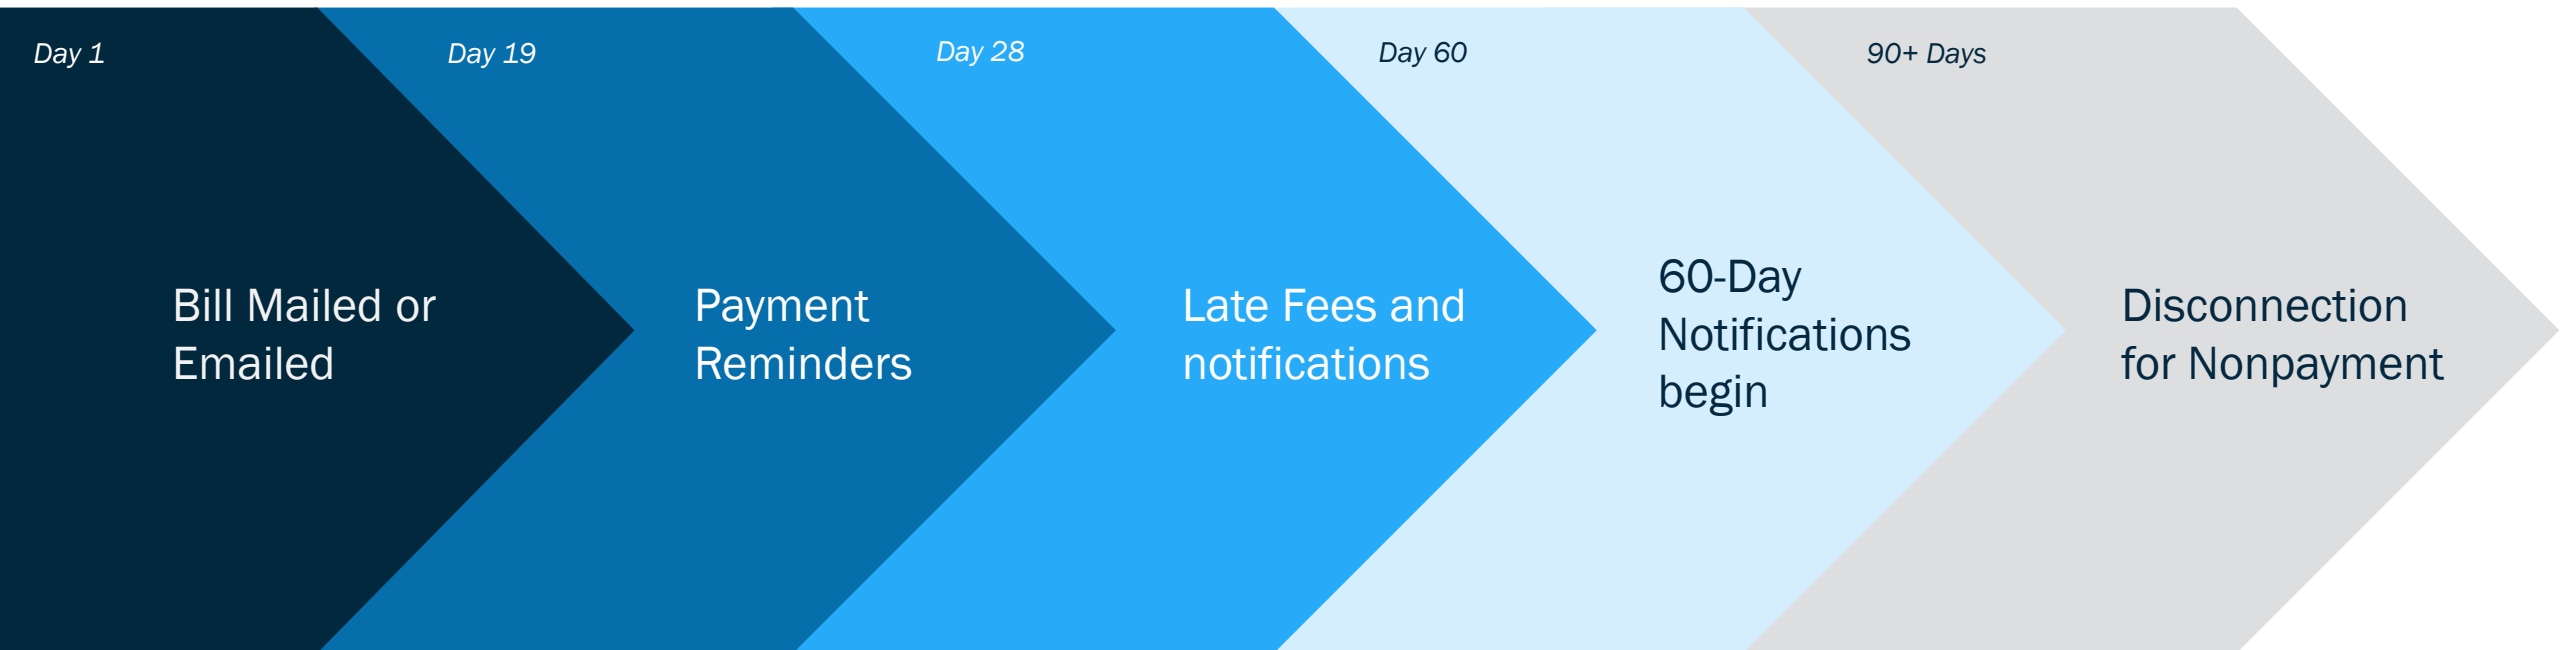 Day 1
Bill Mailed or
Emailed
Day 19
Payment
Reminders
Day 28
Late Fees and
notifications
Day 60
60-Day
Notifications
begin
90+ Days
Disconnection
for Nonpayment